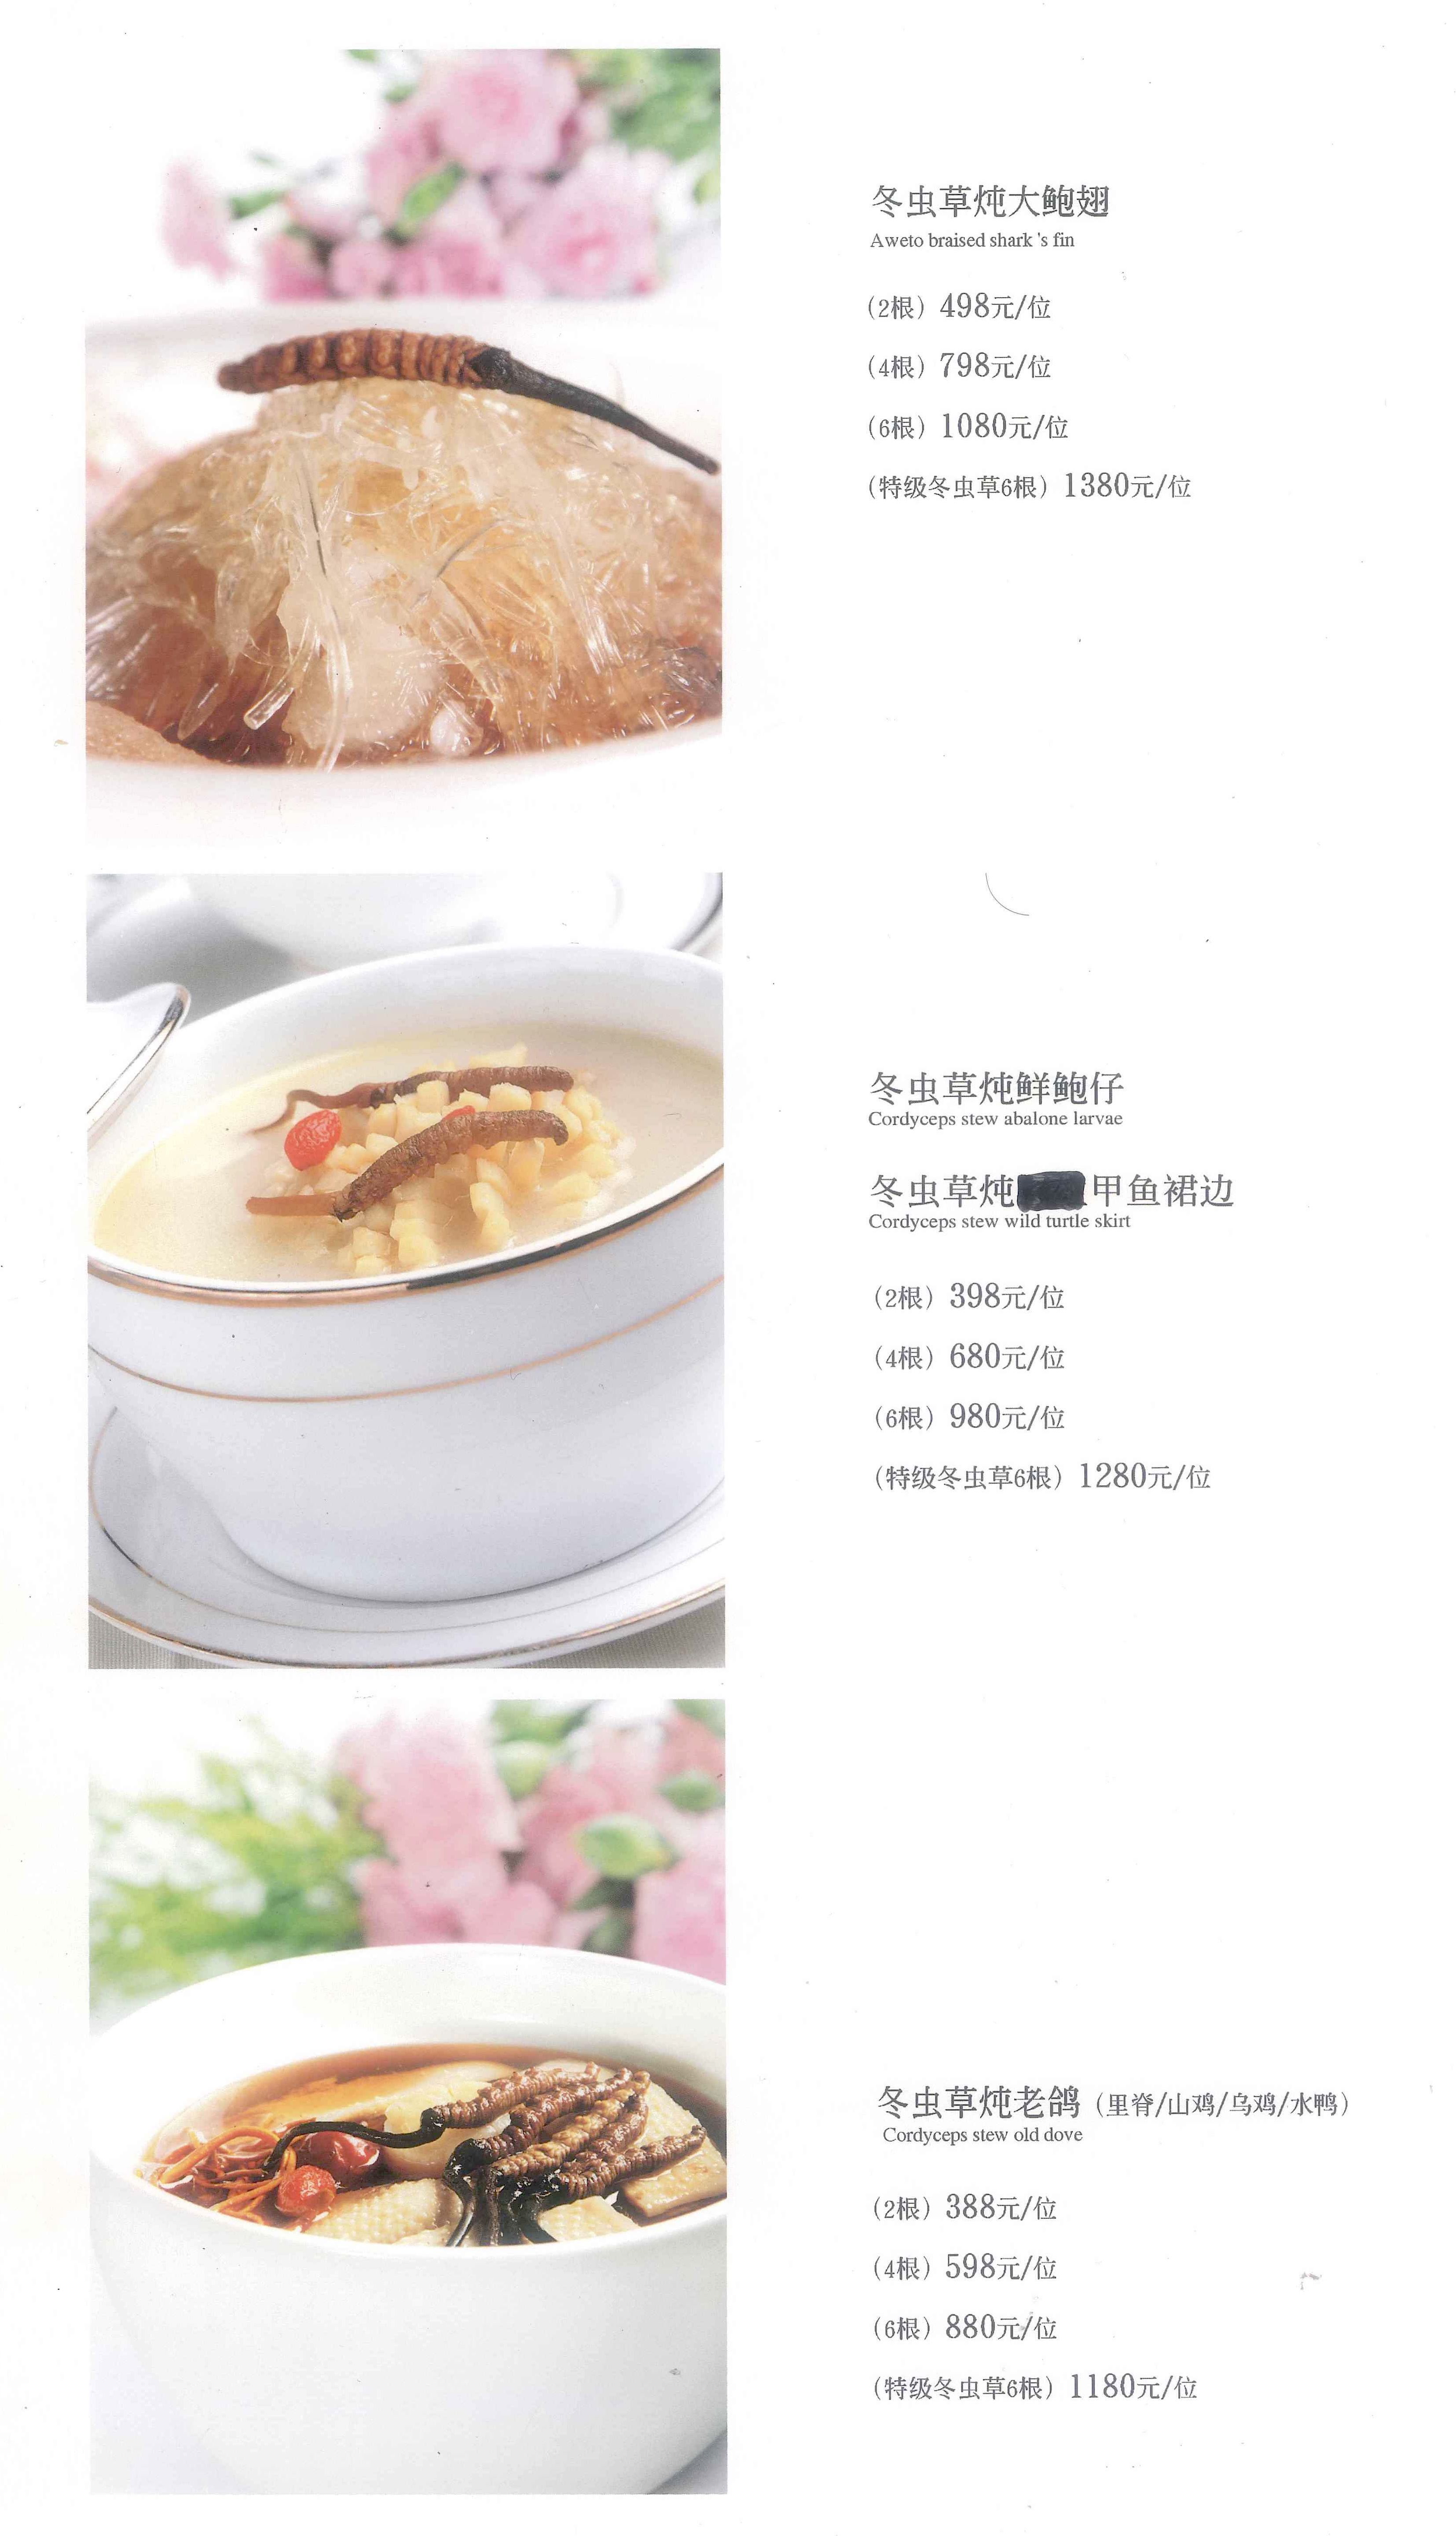 冬虫草炖大鲍翅
Aweto braised shark 's fin
（2根）498元/位
（4根）798元/位
（6根）1080元/位
（特级冬虫草6根）1380元/位
冬虫草炖鲜鲍仔
Cordyceps stew abalone larvae
冬虫草炖 甲鱼裙边
Cordyceps stew wild turtle skirt
（2根）398元/位
（4根）680元/位
（6根）980元/位
（特级冬虫草6根）1280元/位
冬虫草炖老鸽（里脊/山鸡/乌鸡/水鸭）
Cordyceps stew old dove
（2根）388元/位
（4根）598元/位
（6根）880元/位
（特级冬虫草6根）1180元/位